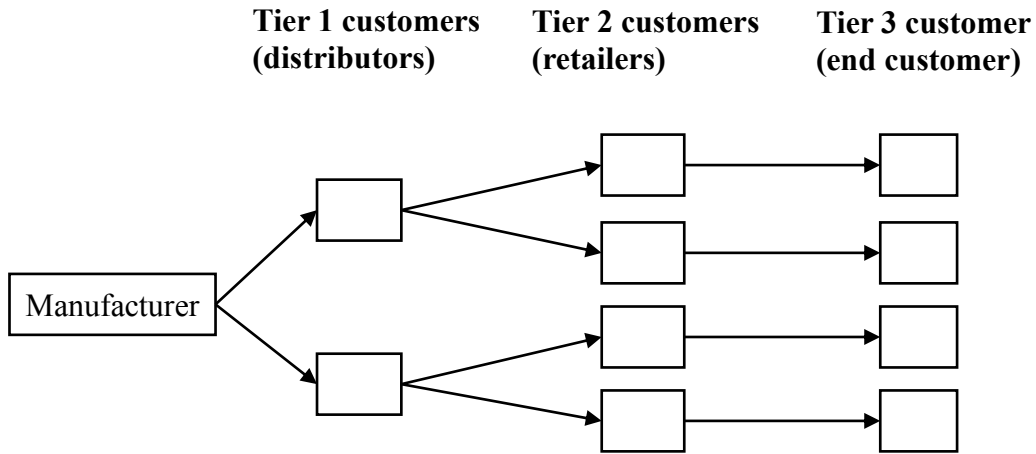 Tier 1 customers
(distributors)
Tier 2 customers
(retailers)
Tier 3 customer
(end customer)
Manufacturer